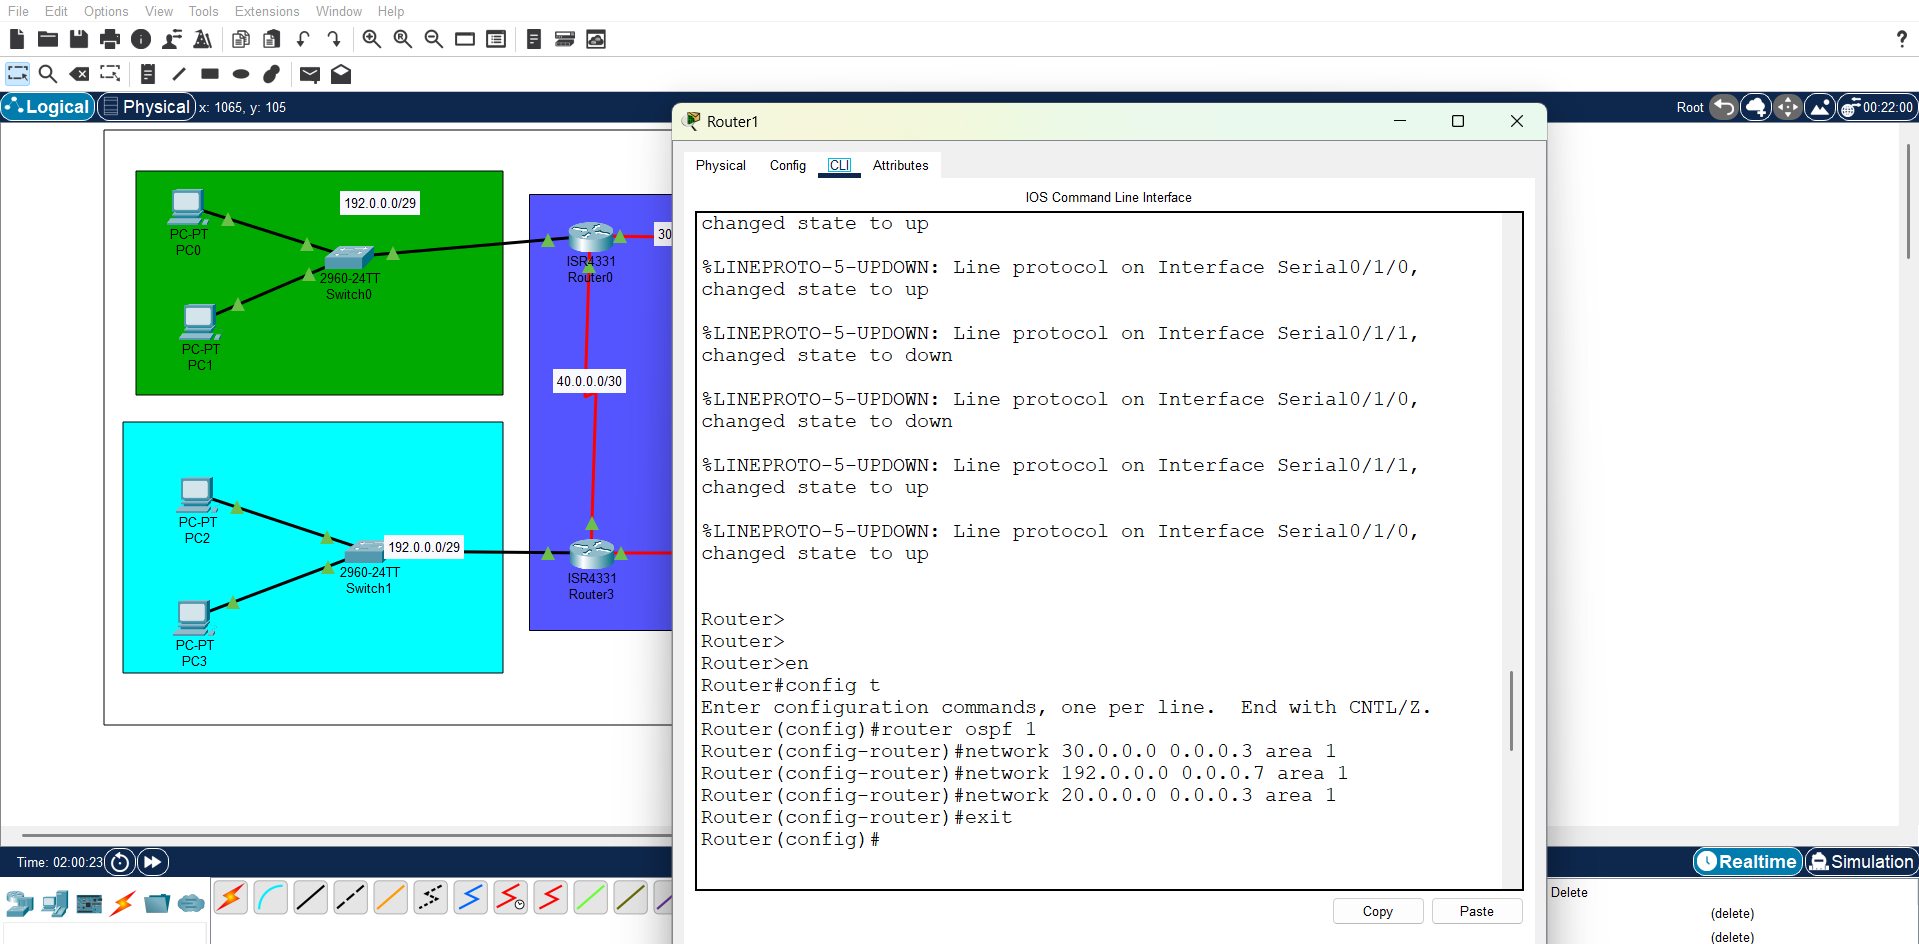 File Edit Options View Tools Extensions Window Help
Logical Physical x: 1065, y: 105
Root 00:22:00
Router1
Physical Config CLI Attributes
IOS Command Line Interface
changed state to up
%LINEPROTO-5-UPDOWN: Line protocol on Interface Serial0/1/0,
changed state to up
%LINEPROTO-5-UPDOWN: Line protocol on Interface Serial0/1/1,
changed state to down
%LINEPROTO-5-UPDOWN: Line protocol on Interface Serial0/1/0,
changed state to down
%LINEPROTO-5-UPDOWN: Line protocol on Interface Serial0/1/1,
changed state to up
%LINEPROTO-5-UPDOWN: Line protocol on Interface Serial0/1/0,
changed state to up
Router>
Router>
Router>en
Router#config t
Enter configuration commands, one per line.  End with CNTL/Z.
Router(config)#router ospf 1
Router(config-router)#network 30.0.0.0 0.0.0.3 area 1
Router(config-router)#network 192.0.0.0 0.0.0.7 area 1
Router(config-router)#network 20.0.0.0 0.0.0.3 area 1
Router(config-router)#exit
Router(config)#
Copy Paste
192.0.0.0/29
PC-PT
PC0
2960-24TT
Switch0
PC-PT
PC1
ISR4331
Router0
30
40.0.0.0/30
PC-PT
PC2
192.0.0.0/29
2960-24TT
Switch1
PC-PT
PC3
ISR4331
Router3
Time: 02:00:23
Realtime Simulation
Delete
(delete)
(delete)